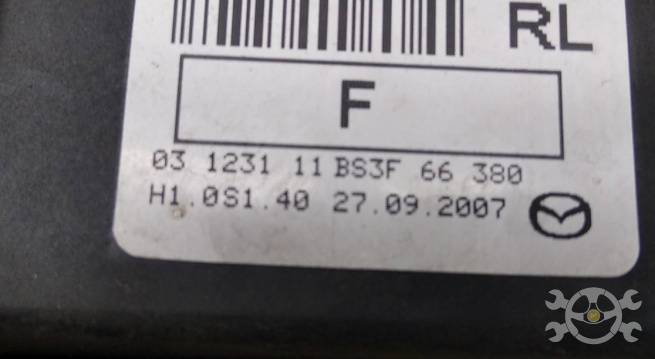 RL
F
03 1231 11 BS3F 66 380
H1.0S1.40 27.09.2007